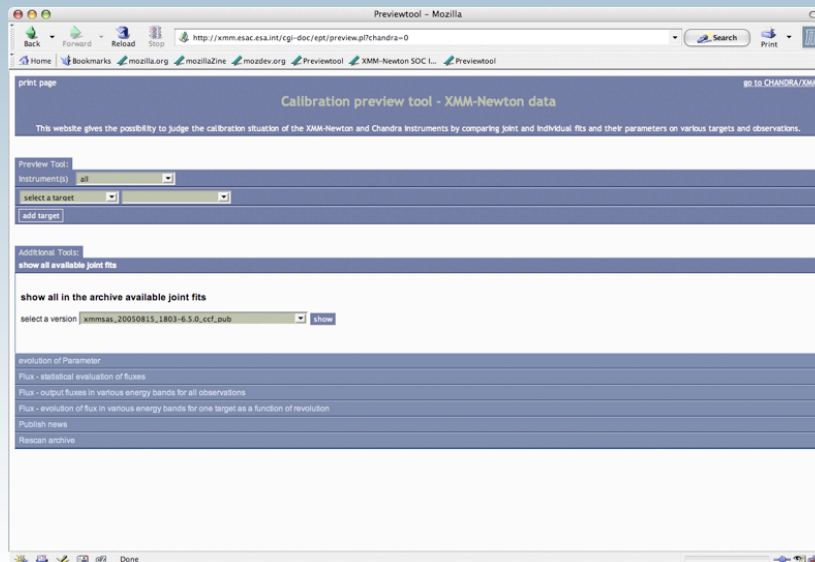 Previewtool - Mozilla
Back Forward Reload Stop http://xmm.esac.esa.int/cgi-doc/ept/preview.pl?chandra=0 Search Print
Home Bookmarks mozilla.org mozillaZine mozdev.org Previewtool XMM-Newton SOC I... Previewtool
print page go to CHANDRA/XMM
Calibration preview tool - XMM-Newton data
This website gives the possibility to judge the calibration situation of the XMM-Newton and Chandra Instruments by comparing joint and individual fits and their parameters on various targets and observations.
Preview Tool:
Instrument(s) all
select a target
add target
Additional Tools:
show all available joint fits
show all in the archive available joint fits
select a version xmmsas_20050815_1803-6.5.0_ccf_pub show
evolution of Parameter
Flux - statistical evaluation of fluxes
Flux - output fluxes in various energy bands for all observations
Flux - evolution of flux in various energy bands for one target as a function of revolution
Publish news
Rescan archive
Done